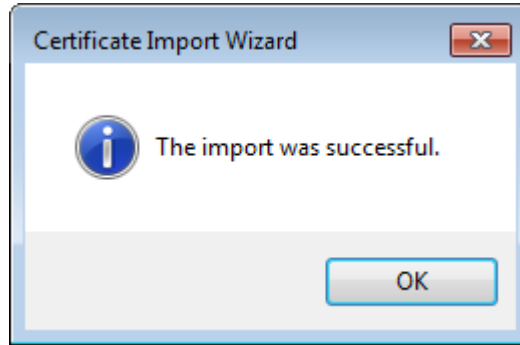 Certificate Import Wizard
The import was successful.
OK